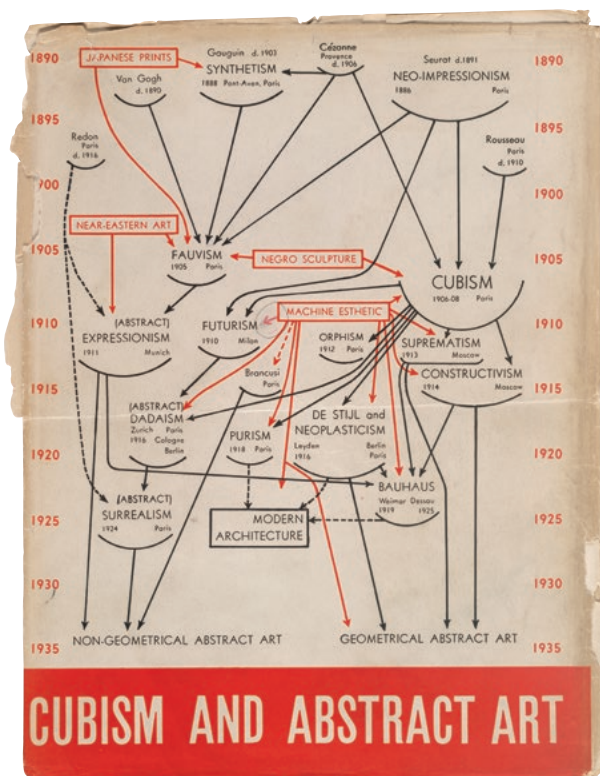 1890
JAPANESE PRINTS
Gauguin d. 1903
SYNTHETISM
1888 Pont-Aven, Paris
Cézanne
Provence
d. 1906
Seurat d.1891
NEO-IMPRESSIONISM
1886 Paris
1890
Van Gogh
d. 1890
1895
1895
Redon
Paris
d. 1916
Rousseau
Paris
d. 1910
900
1900
NEAR-EASTERN ART
1905
FAUVISM
1905 Paris
NEGRO SCULPTURE
1905
CUBISM
1906-08 Paris
MACHINE ESTHETIC
1910
(ABSTRACT)
EXPRESSIONISM
1911 Munich
FUTURISM
1910 Milan
ORPHISM
1912 Paris
SUPREMATISM
1913 Moscow
1910
CONSTRUCTIVISM
1914 Moscow
Brancusi
Paris
1915
1915
(ABSTRACT)
DADAISM
Zurich Paris
1916 Cologne
Berlin
PURISM
1918 Paris
DE STIJL and
NEOPLASTICISM
Leyden Berlin
1916 Paris
1920
1920
BAUHAUS
Weimar Dessau
1919 1925
(ABSTRACT)
SURREALISM
1924 Paris
MODERN
ARCHITECTURE
1925
1925
1930
1930
1935
NON-GEOMETRICAL ABSTRACT ART
GEOMETRICAL ABSTRACT ART
1935
CUBISM AND ABSTRACT ART